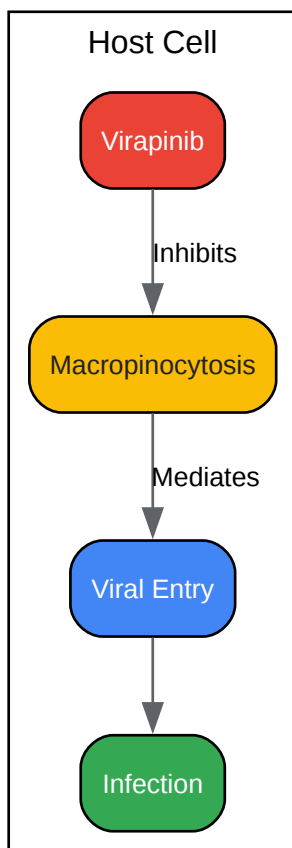 Host Cell
Virapinib
Inhibits
Macropinocytosis
Mediates
Viral Entry
Infection